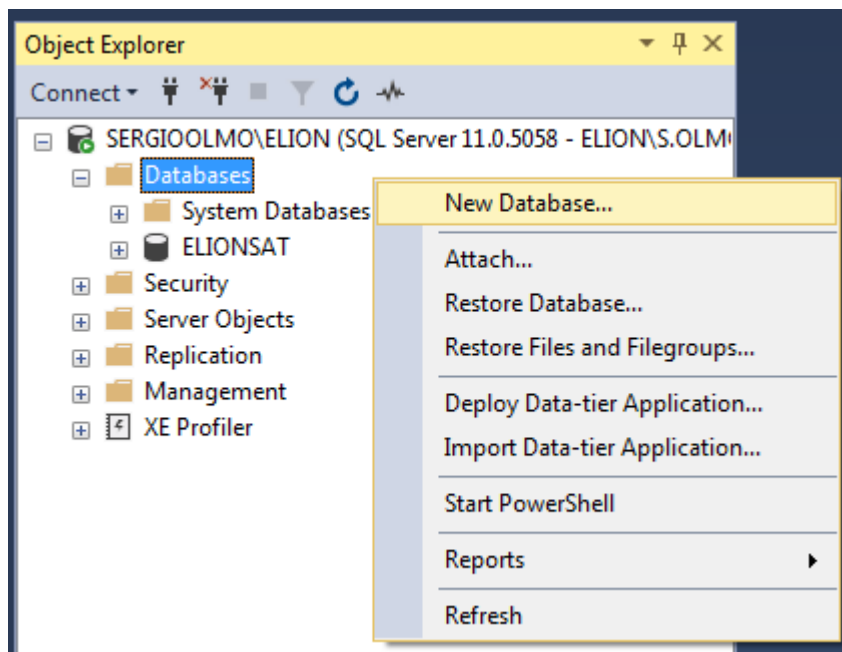 Object Explorer
Connect
SERGIOOLMO\ELION (SQL Server 11.0.5058 - ELION\S.OLM
Databases
System Databases
ELIONSAT
Security
Server Objects
Replication
Management
XE Profiler
New Database...
Attach...
Restore Database...
Restore Files and Filegroups...
Deploy Data-tier Application...
Import Data-tier Application...
Start PowerShell
Reports
Refresh